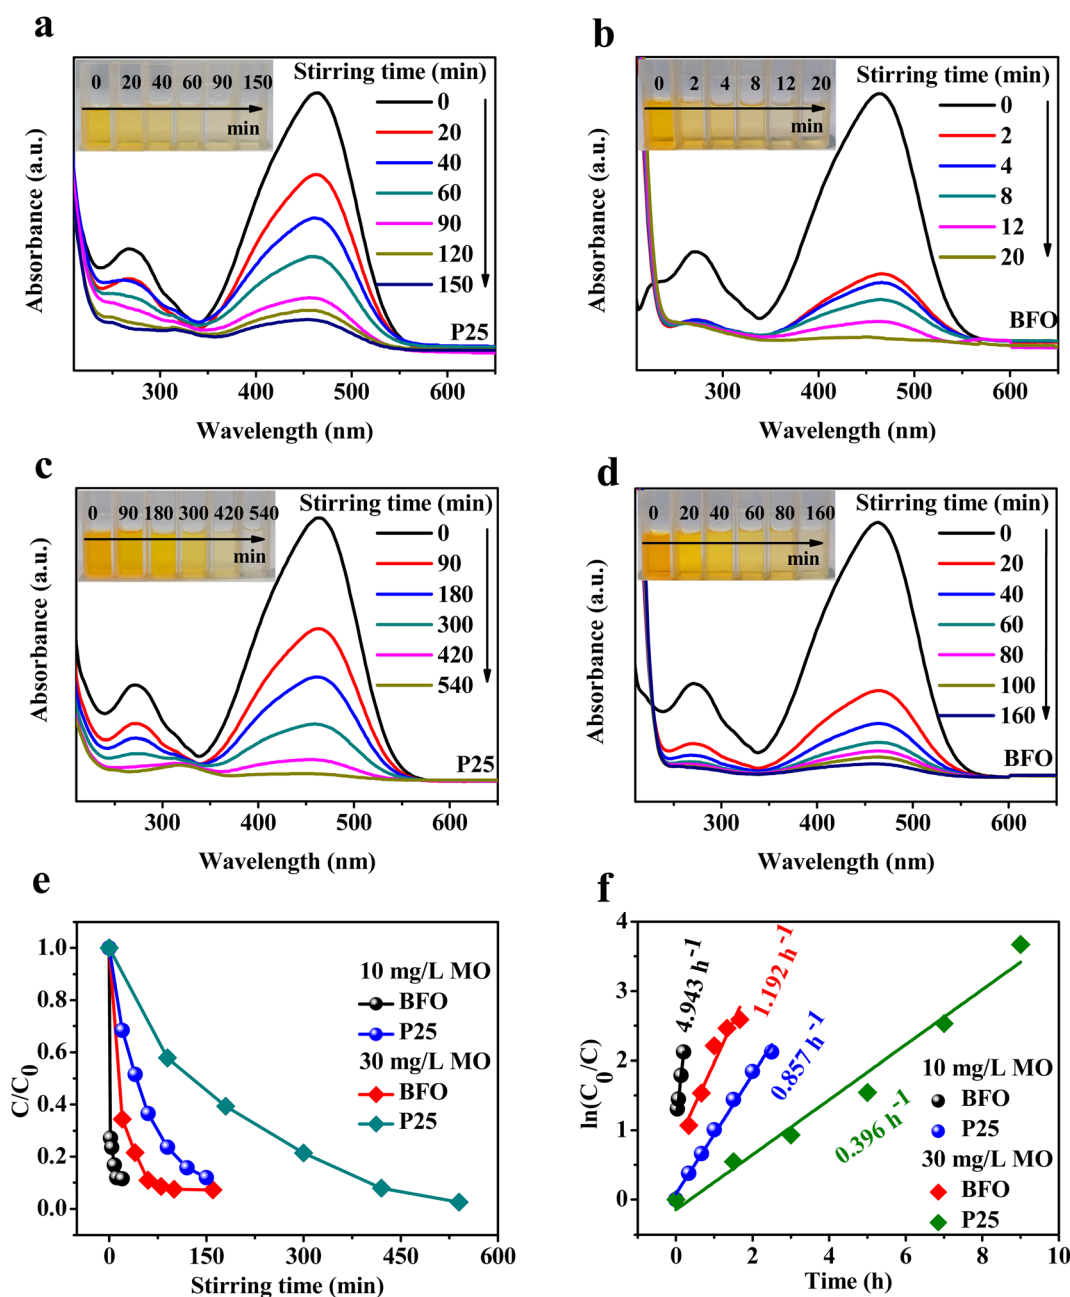 a
0 20 40 60 90 150
min
Stirring time (min)
0
20
40
60
90
120
150
P25
Absorbance (a.u.)
300 400 500 600
Wavelength (nm)
b
0 2 4 8 12 20
min
Stirring time (min)
0
2
4
8
12
20
BFO
Absorbance (a.u.)
300 400 500 600
Wavelength (nm)
c
0 90 180 300 420 540
min
Stirring time (min)
0
90
180
300
420
540
P25
Absorbance (a.u.)
300 400 500 600
Wavelength (nm)
d
0 20 40 60 80 160
min
Stirring time (min)
0
20
40
60
80
100
160
BFO
Absorbance (a.u.)
300 400 500 600
Wavelength (nm)
e
1.0
0.8
0.6
0.4
0.2
0.0
C/C₀
10 mg/L MO
BFO
P25
30 mg/L MO
BFO
P25
0 150 300 450 600
Stirring time (min)
f
4
3
2
1
0
ln(C₀/C)
4.943 h⁻¹
1.192 h⁻¹
0.857 h⁻¹
0.396 h⁻¹
10 mg/L MO
BFO
P25
30 mg/L MO
BFO
P25
0 2 4 6 8 10
Time (h)